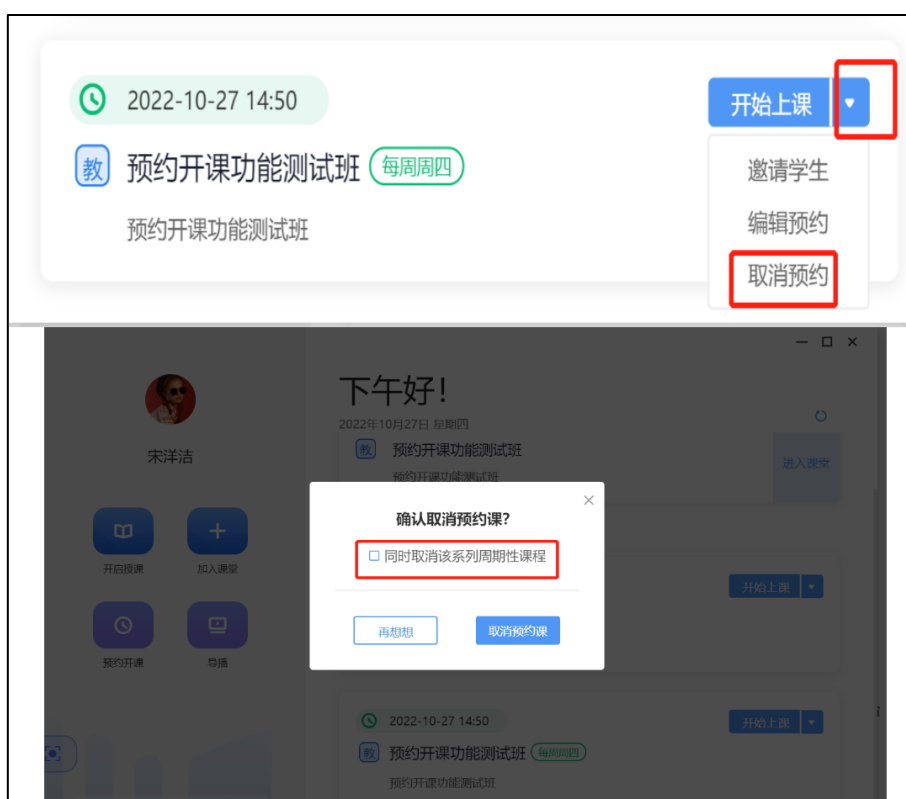 2022-10-27 14:50
开始上课
教 预约开课功能测试班 每周周四
预约开课功能测试班
邀请学生
编辑预约
取消预约
下午好!
2022年10月27日 星期四
宋洋洁
教 预约开课功能测试班
预约开课功能测试班
进入课堂
确认取消预约课?
同时取消该系列周期性课程
再想想
取消预约课
开启授课
加入课堂
预约开课
导播
开始上课
2022-10-27 14:50
开始上课
教 预约开课功能测试班 每周周四
预约开课功能测试班